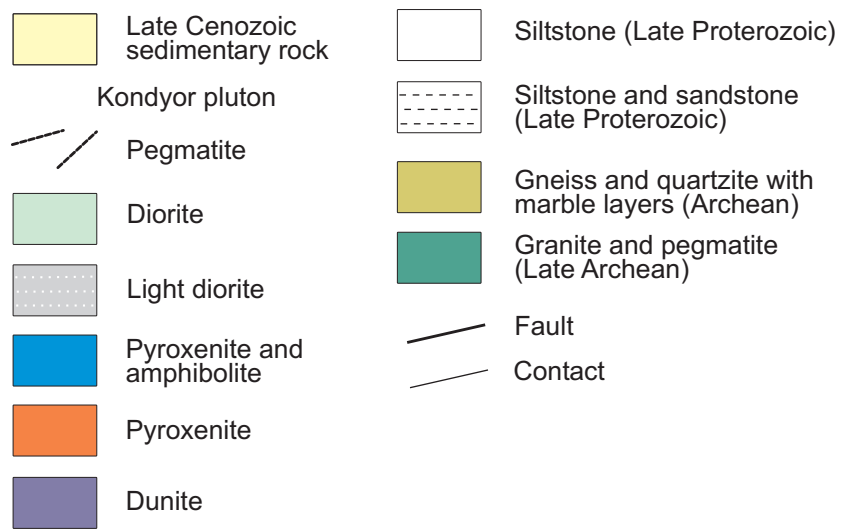 Late Cenozoic
sedimentary rock
Kondyor pluton
Pegmatite
Diorite
Light diorite
Pyroxenite and
amphibolite
Pyroxenite
Dunite
Siltstone (Late Proterozoic)
Siltstone and sandstone
(Late Proterozoic)
Gneiss and quartzite with
marble layers (Archean)
Granite and pegmatite
(Late Archean)
Fault
Contact